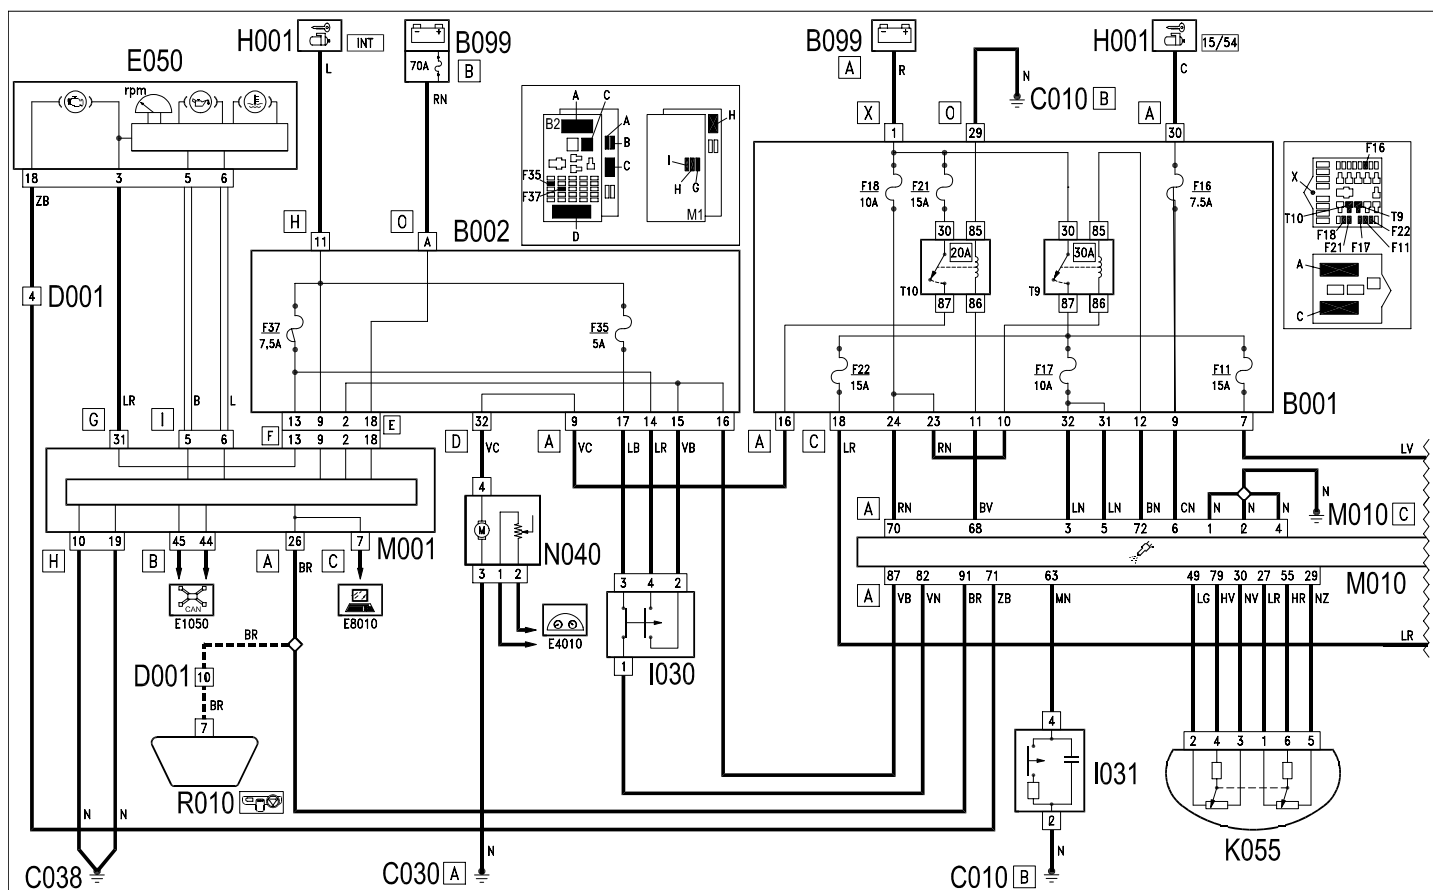 H001 INT
B099
70A B
B099
A
H001 15/54
E050
rpm
L
RN
R
N
C010 B
C
X O A
1 29 30
A C
B2
A
B
C
F35
F37
D
H
I
H G
M1
F16
X
T10 T9
F18 F22
F21 F17 F11
A
C
18 3 5 6
ZB
H O
11 A
B002
F18
10A
F21
15A
F16
7.5A
30 85 30 85
20A 30A
T10 T9
87 86 87 86
4 D001
F37
7,5A
F35
5A
F22
15A
F17
10A
F11
15A
LR B L
B001
G I
31 5 6
F 13 9 2 18 E
13 9 2 18
32 9 17 14 15 16
D A
VC VC LB LR VB
16 18 24 23 11 10 32 31 12 9 7
A C
LR RN LV
RN BV LN LN BN CN N N N N
M010 C
A 70 68 3 5 72 6 1 2 4
M010
A 87 82 91 71 63 49 79 30 27 55 29
VB VN BR ZB MN LG HV NV LR HR NZ
LR
10 19 45 44 26 7
H B A C M001
BR
CAN
E1050
E8010
4
M
N040
3 1 2
E4010
3 4 2
I030
1
BR
D001 10
BR
7
R010
N N
C038
C030 A
N
4
I031
2
N
C010 B
2 4 3 1 6 5
K055